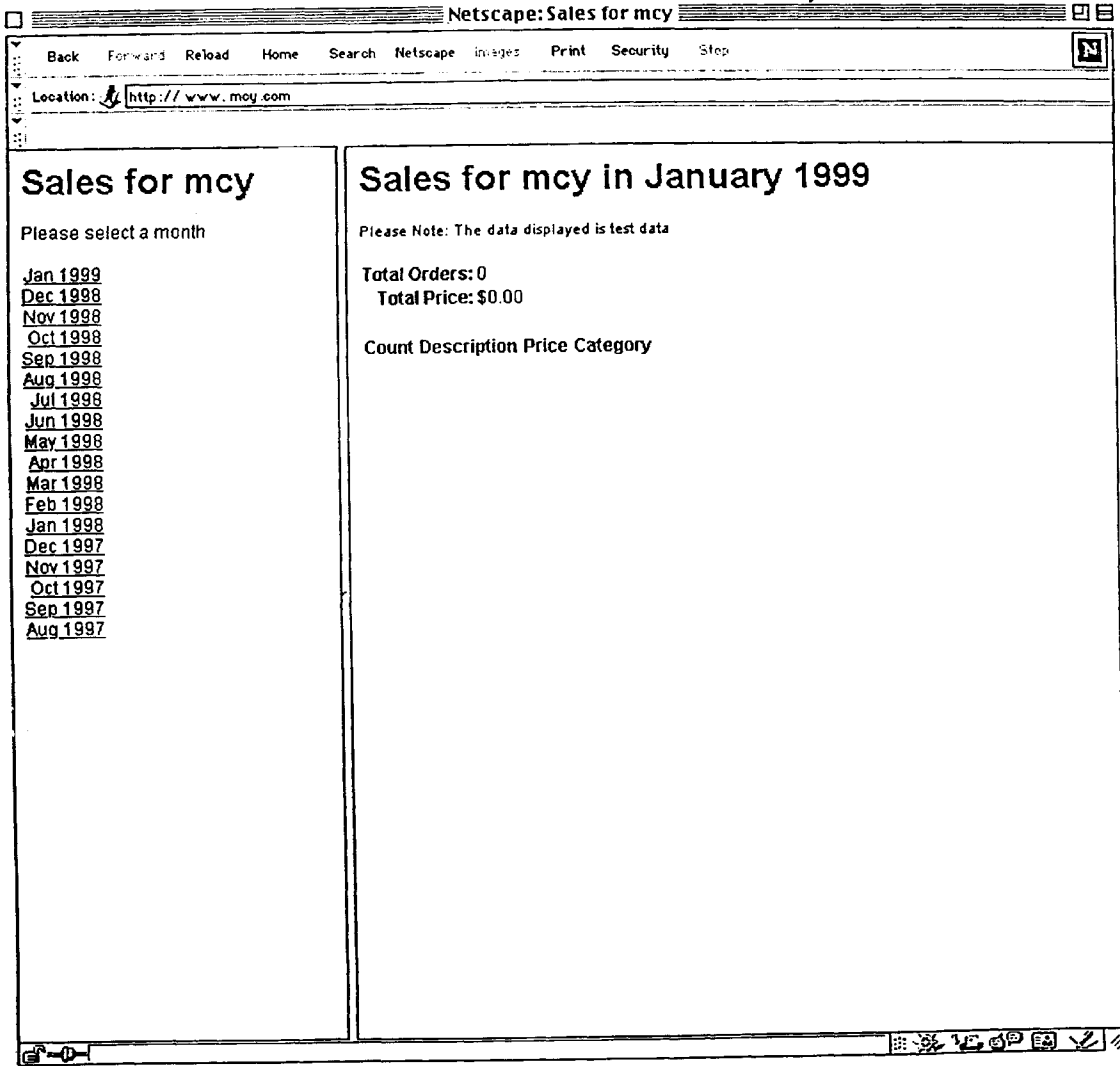 Netscape: Sales for mcy
Back Forward Reload Home Search Netscape Images Print Security Stop
N
Location: http:// www. mcy .com
Sales for mcy
Please select a month
Jan 1999
Dec 1998
Nov 1998
Oct 1998
Sep 1998
Aug 1998
Jul 1998
Jun 1998
May 1998
Apr 1998
Mar 1998
Feb 1998
Jan 1998
Dec 1997
Nov 1997
Oct 1997
Sep 1997
Aug 1997
Sales for mcy in January 1999
Please Note: The data displayed is test data
Total Orders: 0
Total Price: $0.00
Count Description Price Category